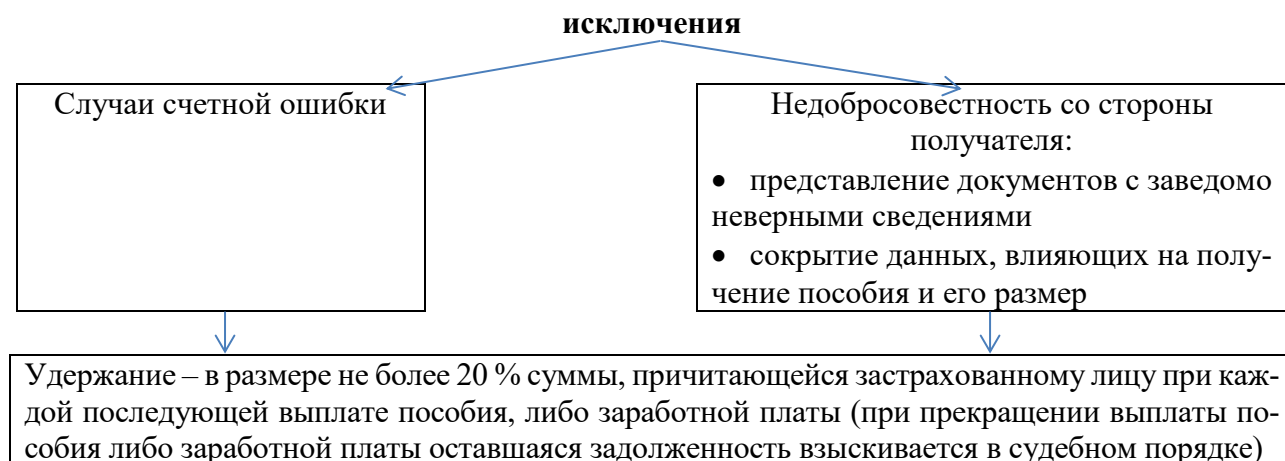 исключения
Случаи счетной ошибки
Недобросовестность со стороны
получателя:
• представление документов с заведомо
неверными сведениями
• сокрытие данных, влияющих на полу-
чение пособия и его размер
Удержание – в размере не более 20 % суммы, причитающейся застрахованному лицу при каж-
дой последующей выплате пособия, либо заработной платы (при прекращении выплаты по-
собия либо заработной платы оставшаяся задолженность взыскивается в судебном порядке)